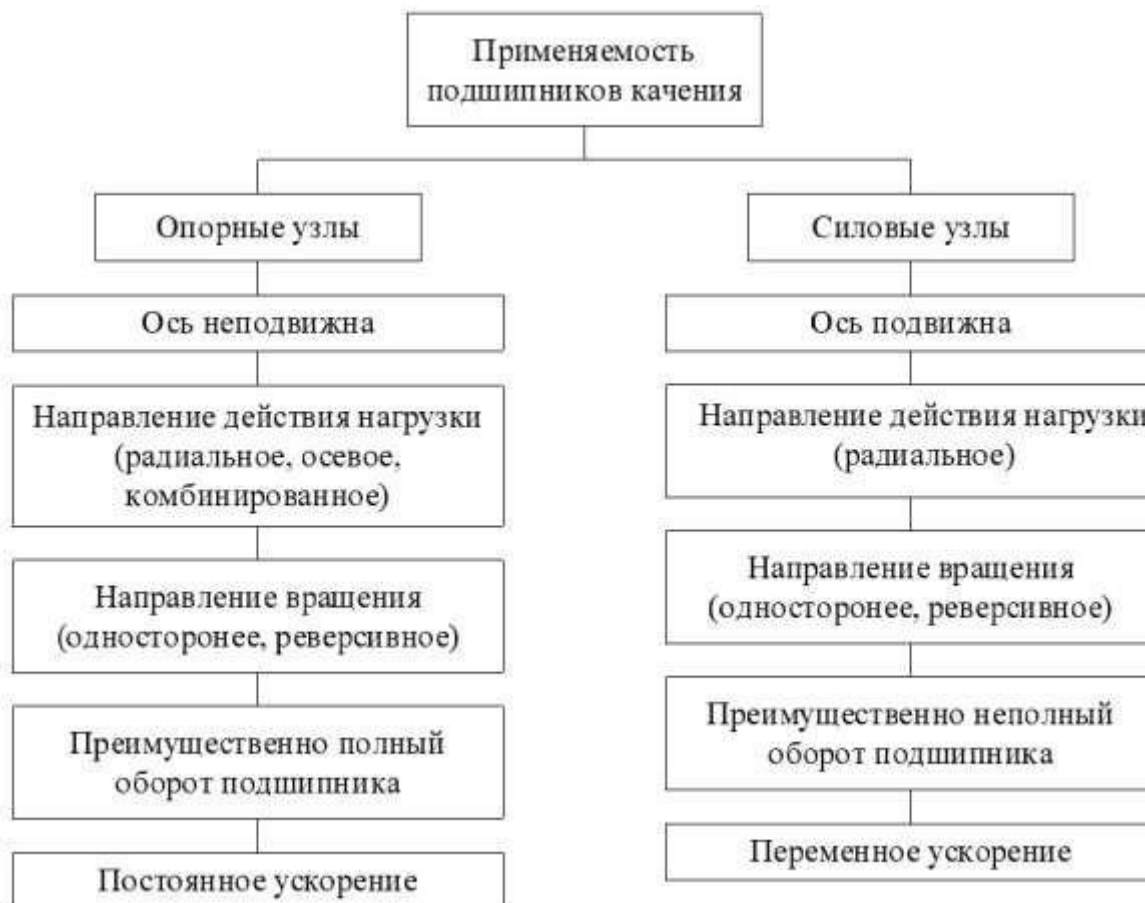 Применяемость
подшипников качения
Опорные узлы
Ось неподвижна
Направление действия нагрузки
(радиальное, осевое,
комбинированное)
Направление вращения
(одностороннее, реверсивное)
Преимущественно полный
оборот подшипника
Постоянное ускорение
Силовые узлы
Ось подвижна
Направление действия нагрузки
(радиальное)
Направление вращения
(одностороннее, реверсивное)
Преимущественно неполный
оборот подшипника
Переменное ускорение